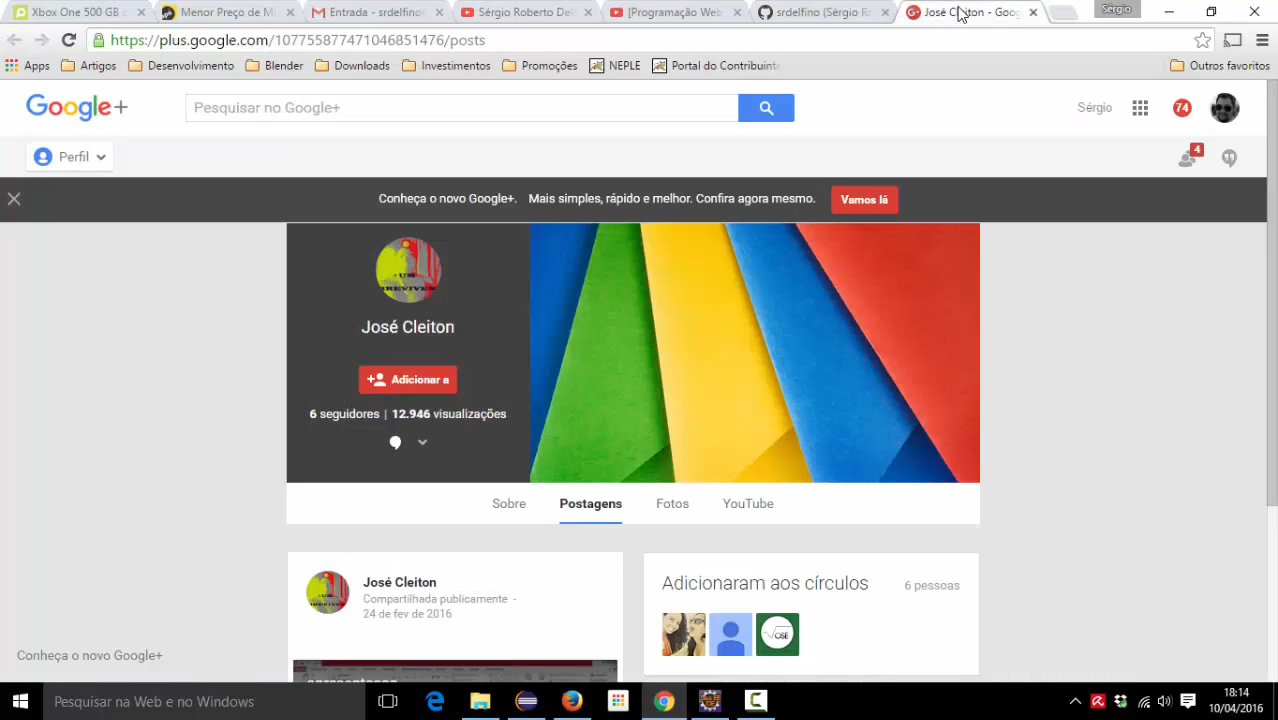 Xbox One 500 GB c
Menor Preço de Mi
Entrada - srdelfino
Sérgio Roberto Del
[Programação Web
srdelfino (Sérgio R
José Cleiton - Goog
Sérgio
https://plus.google.com/107755877471046851476/posts
Apps Artigos Desenvolvimento Blender Downloads Investimentos Promoções NEPLE Portal do Contribuint Outros favoritos
Google+
Pesquisar no Google+
Sérgio
74
Perfil
4
Conheça o novo Google+. Mais simples, rápido e melhor. Confira agora mesmo.
Vamos lá
UM
José Cleiton
Adicionar a
6 seguidores | 12.946 visualizações
Sobre Postagens Fotos YouTube
José Cleiton
Compartilhada publicamente -
24 de fev de 2016
Adicionaram aos círculos
6 pessoas
Conheça o novo Google+
Pesquisar na Web e no Windows
18:14
10/04/2016